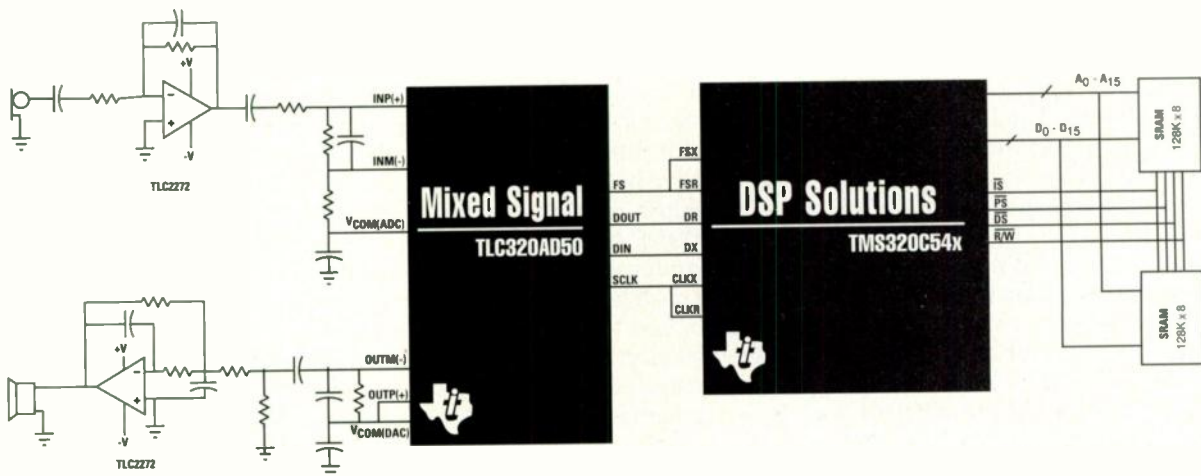 +V
-V
TLC2272
INP(+)
INM(-)
VCOM(ADC)
Mixed Signal
TLC320AD50
FS
DOUT
DIN
SCLK
FSX
FSR
DR
DX
CLKX
CLKR
DSP Solutions
TMS320C54x
A0 - A15
D0 - D15
IS
PS
DS
R/W
SRAM
128K x 8
SRAM
128K x 8
+V
-V
TLC2272
OUTM(-)
OUTP(+)
VCOM(DAC)